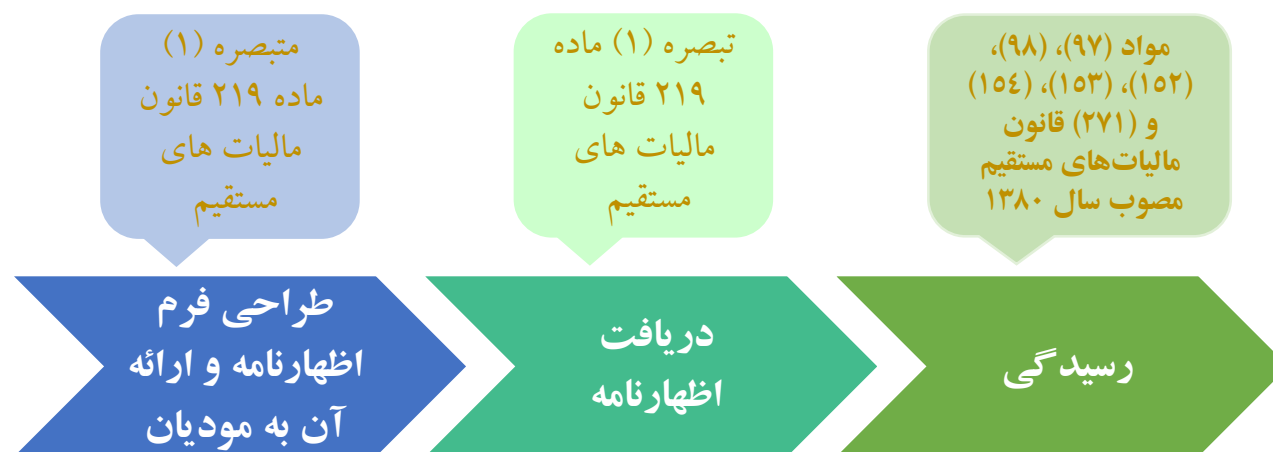 متبصره (۱)
ماده ۲۱۹ قانون
مالیات های
مستقیم
تبصره (۱) ماده
۲۱۹ قانون
مالیات های
مستقیم
مواد (۹۷)، (۹۸)،
(۱۵۲)، (۱۵۳)، (۱۵٤)
و (۲۷۱) قانون
مالیات‌های مستقیم
مصوب سال ۱۳۸۰
طراحی فرم
اظهارنامه و ارائه
آن به مودیان
دریافت
اظهارنامه
رسیدگی